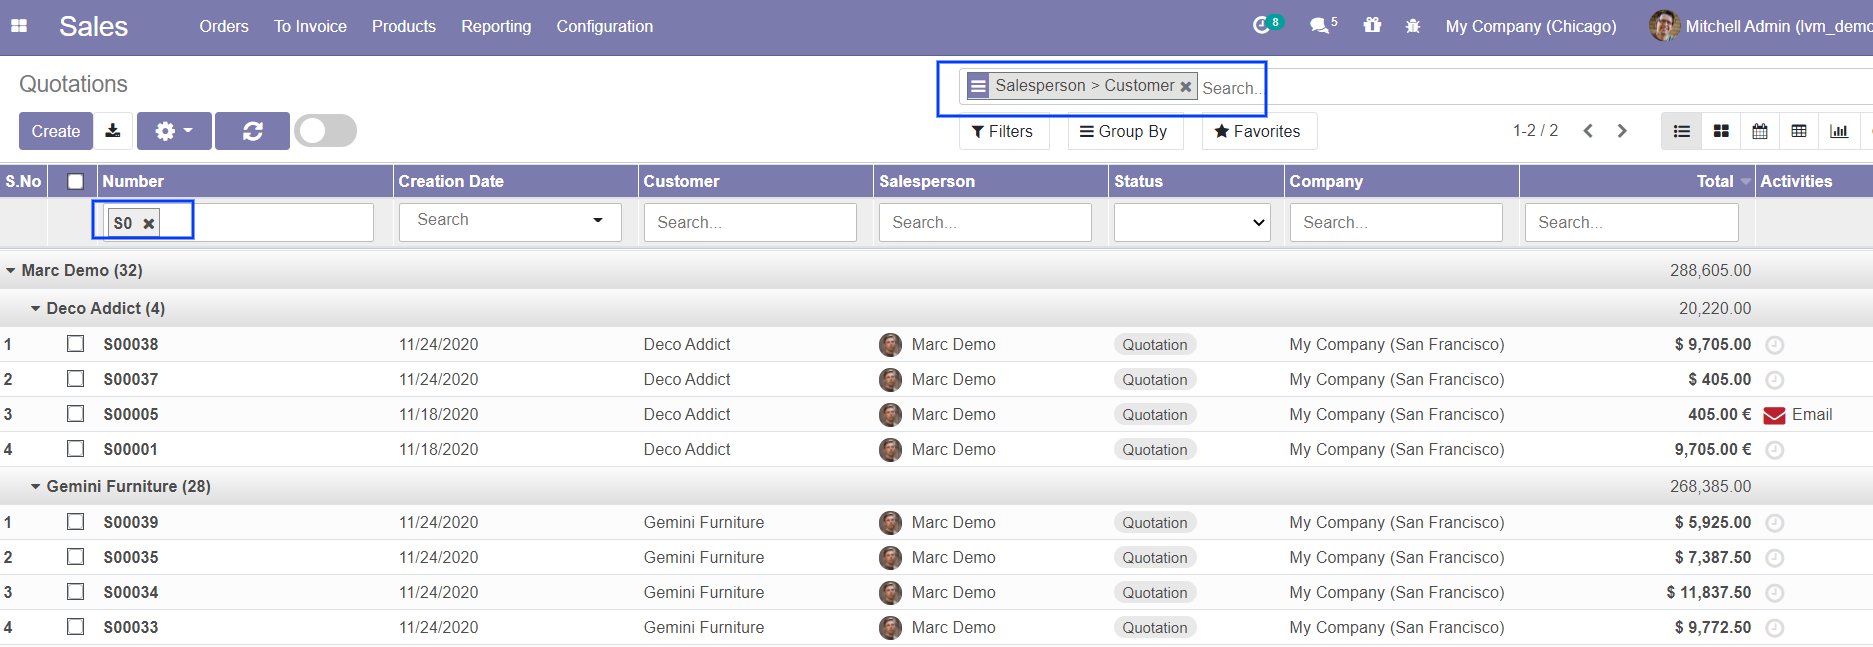 Sales Orders To Invoice Products Reporting Configuration 8 5 My Company (Chicago) Mitchell Admin (lvm_demo
Quotations Salesperson > Customer Search..
Create Filters Group By Favorites 1-2 / 2
S.No Number Creation Date Customer Salesperson Status Company Total Activities
S0 Search Search... Search... Search... Search...
Marc Demo (32) 288,605.00
Deco Addict (4) 20,220.00
1 S00038 11/24/2020 Deco Addict Marc Demo Quotation My Company (San Francisco) $ 9,705.00
2 S00037 11/24/2020 Deco Addict Marc Demo Quotation My Company (San Francisco) $ 405.00
3 S00005 11/18/2020 Deco Addict Marc Demo Quotation My Company (San Francisco) 405.00 € Email
4 S00001 11/18/2020 Deco Addict Marc Demo Quotation My Company (San Francisco) 9,705.00 €
Gemini Furniture (28) 268,385.00
1 S00039 11/24/2020 Gemini Furniture Marc Demo Quotation My Company (San Francisco) $ 5,925.00
2 S00035 11/24/2020 Gemini Furniture Marc Demo Quotation My Company (San Francisco) $ 7,387.50
3 S00034 11/24/2020 Gemini Furniture Marc Demo Quotation My Company (San Francisco) $ 11,837.50
4 S00033 11/24/2020 Gemini Furniture Marc Demo Quotation My Company (San Francisco) $ 9,772.50